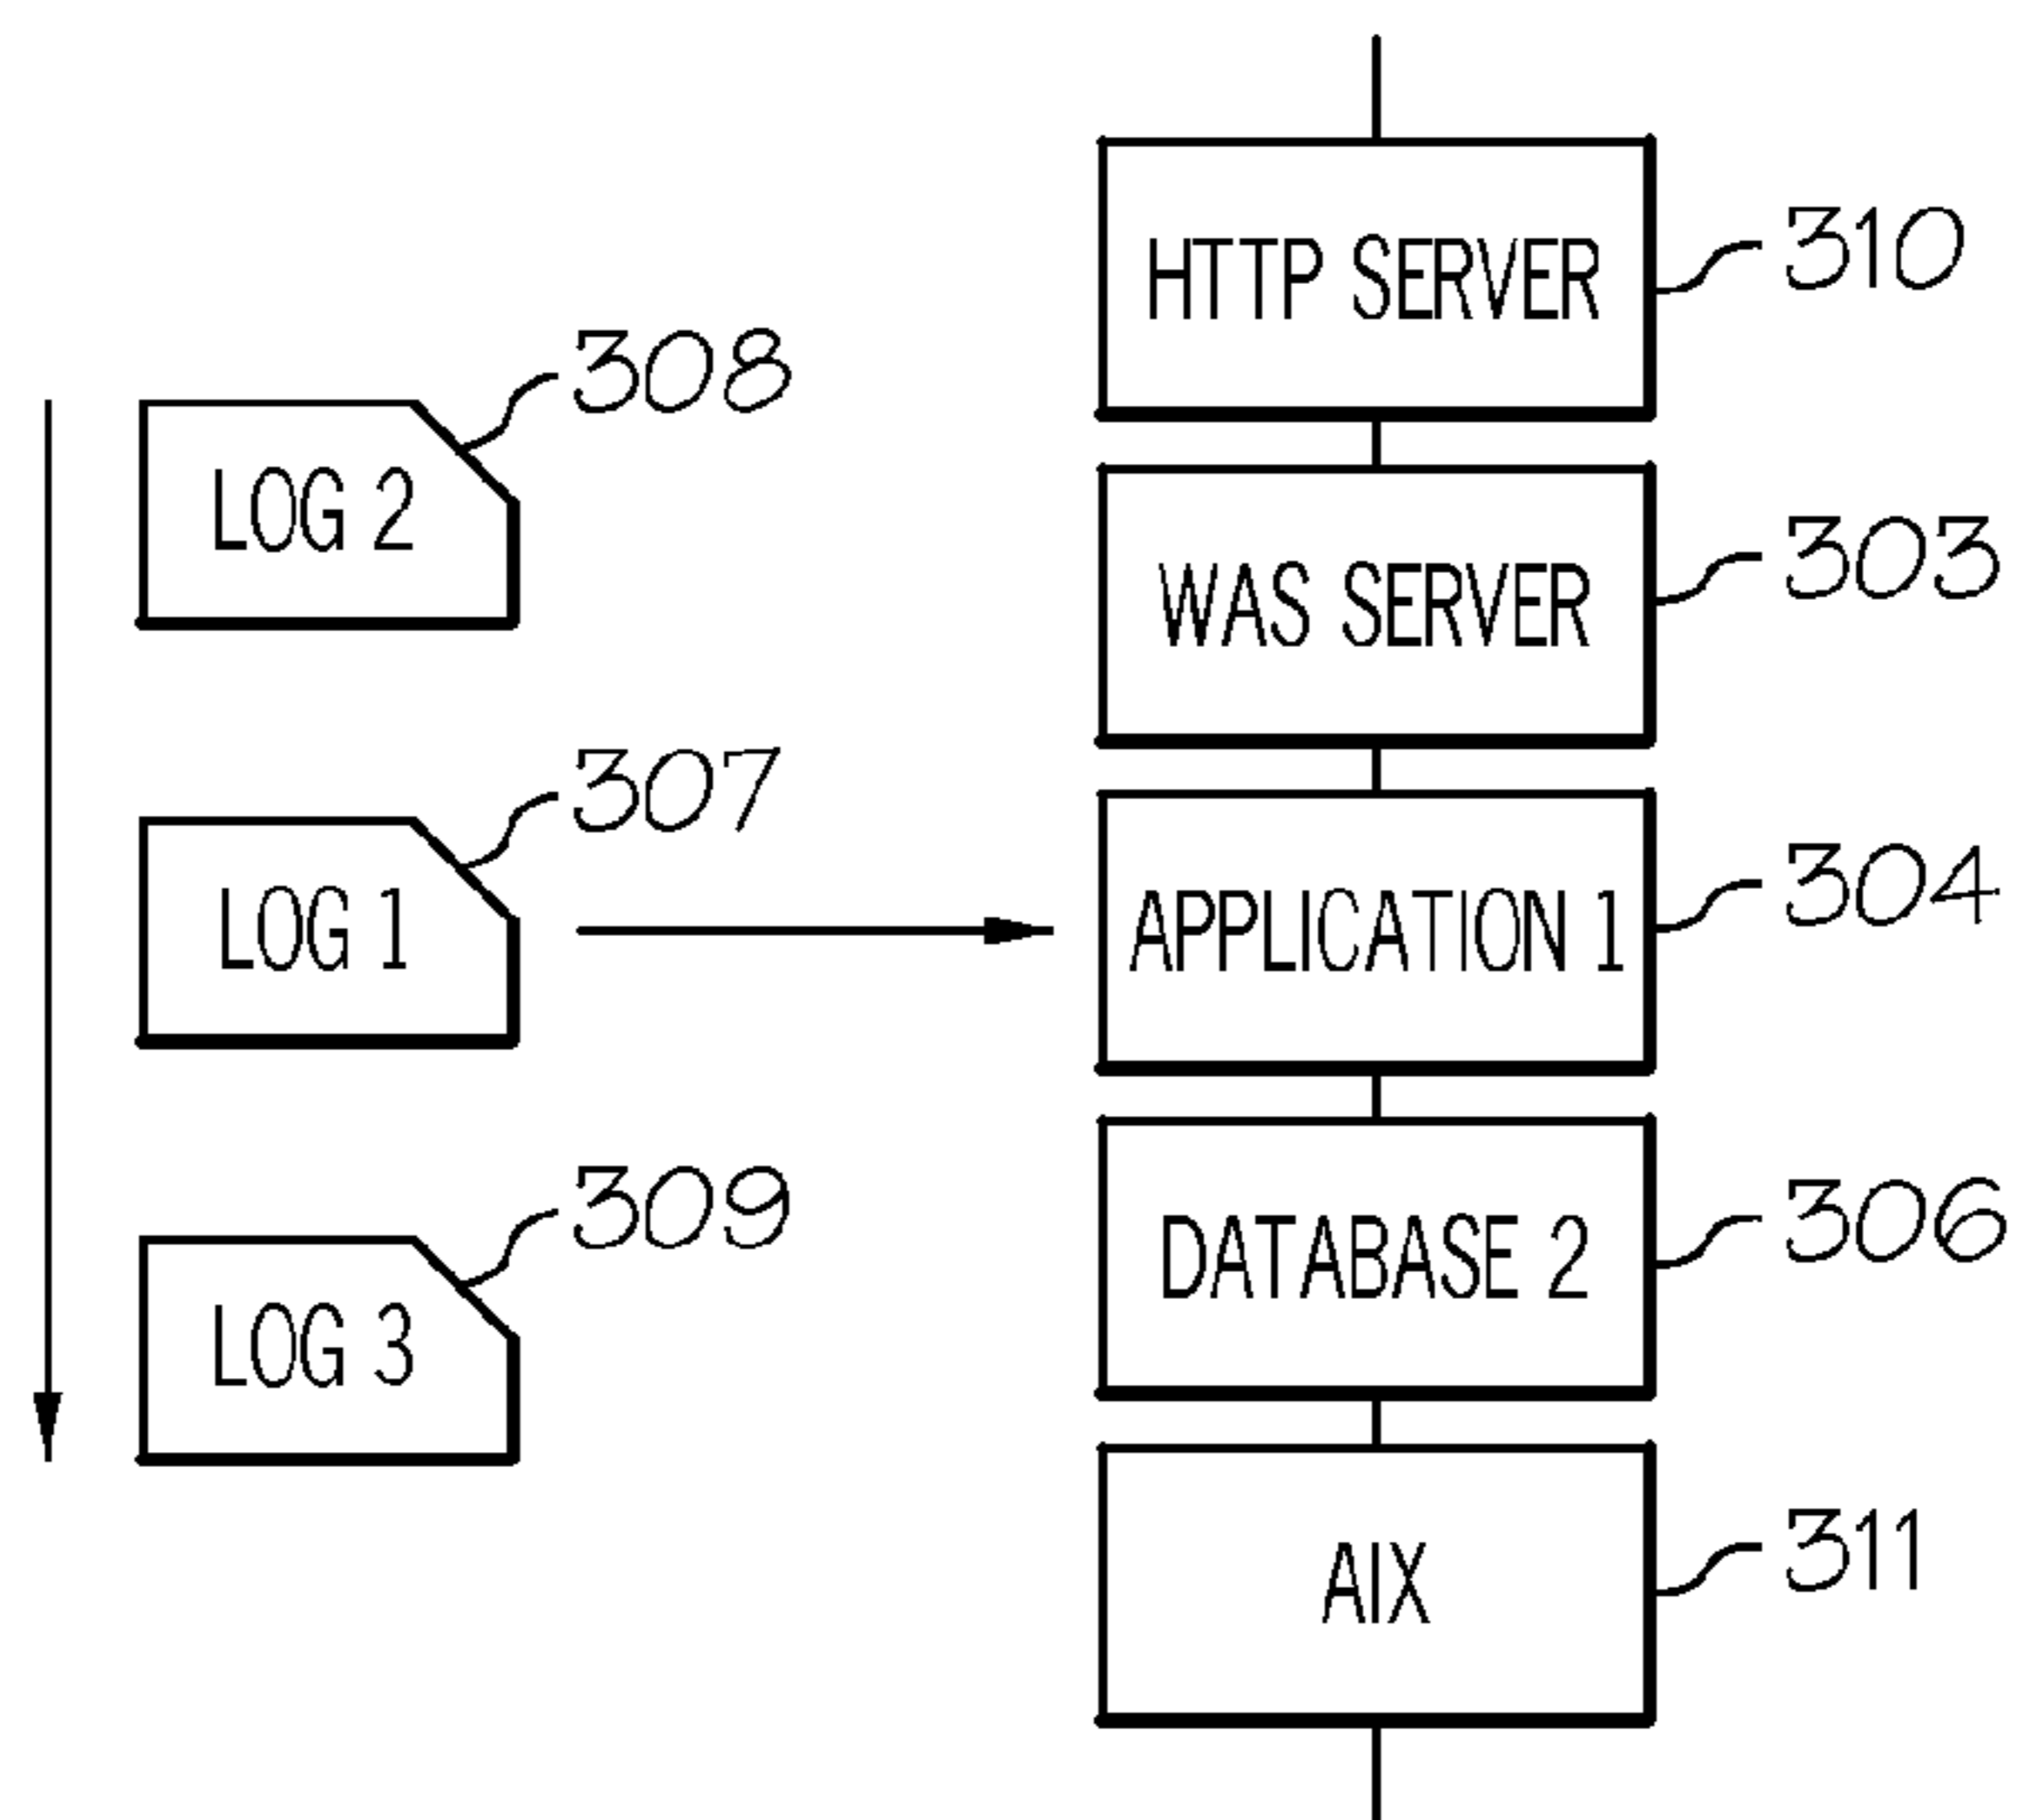 HTTP SERVER
310
308
LOG 2
WAS SERVER
303
307
LOG 1
APPLICATION 1
304
309
LOG 3
DATABASE 2
306
AIX
311